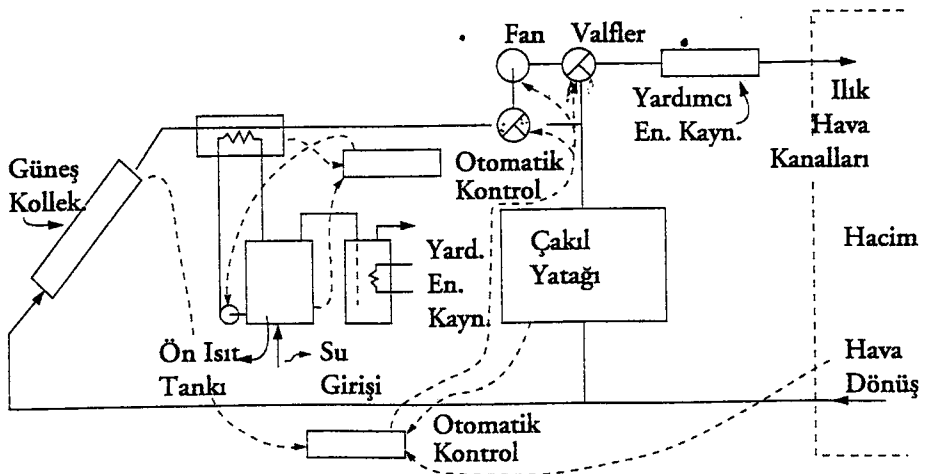 Fan
Valfler
Yardımcı
En. Kayn.
Ilık
Hava
Kanalları
Güneş
Kollek.
Otomatik
Kontrol
Çakıl
Yatağı
Hacim
Yard.
En.
Kayn.
Ön Isıt
Tankı
Su
Girişi
Hava
Dönüş
Otomatik
Kontrol